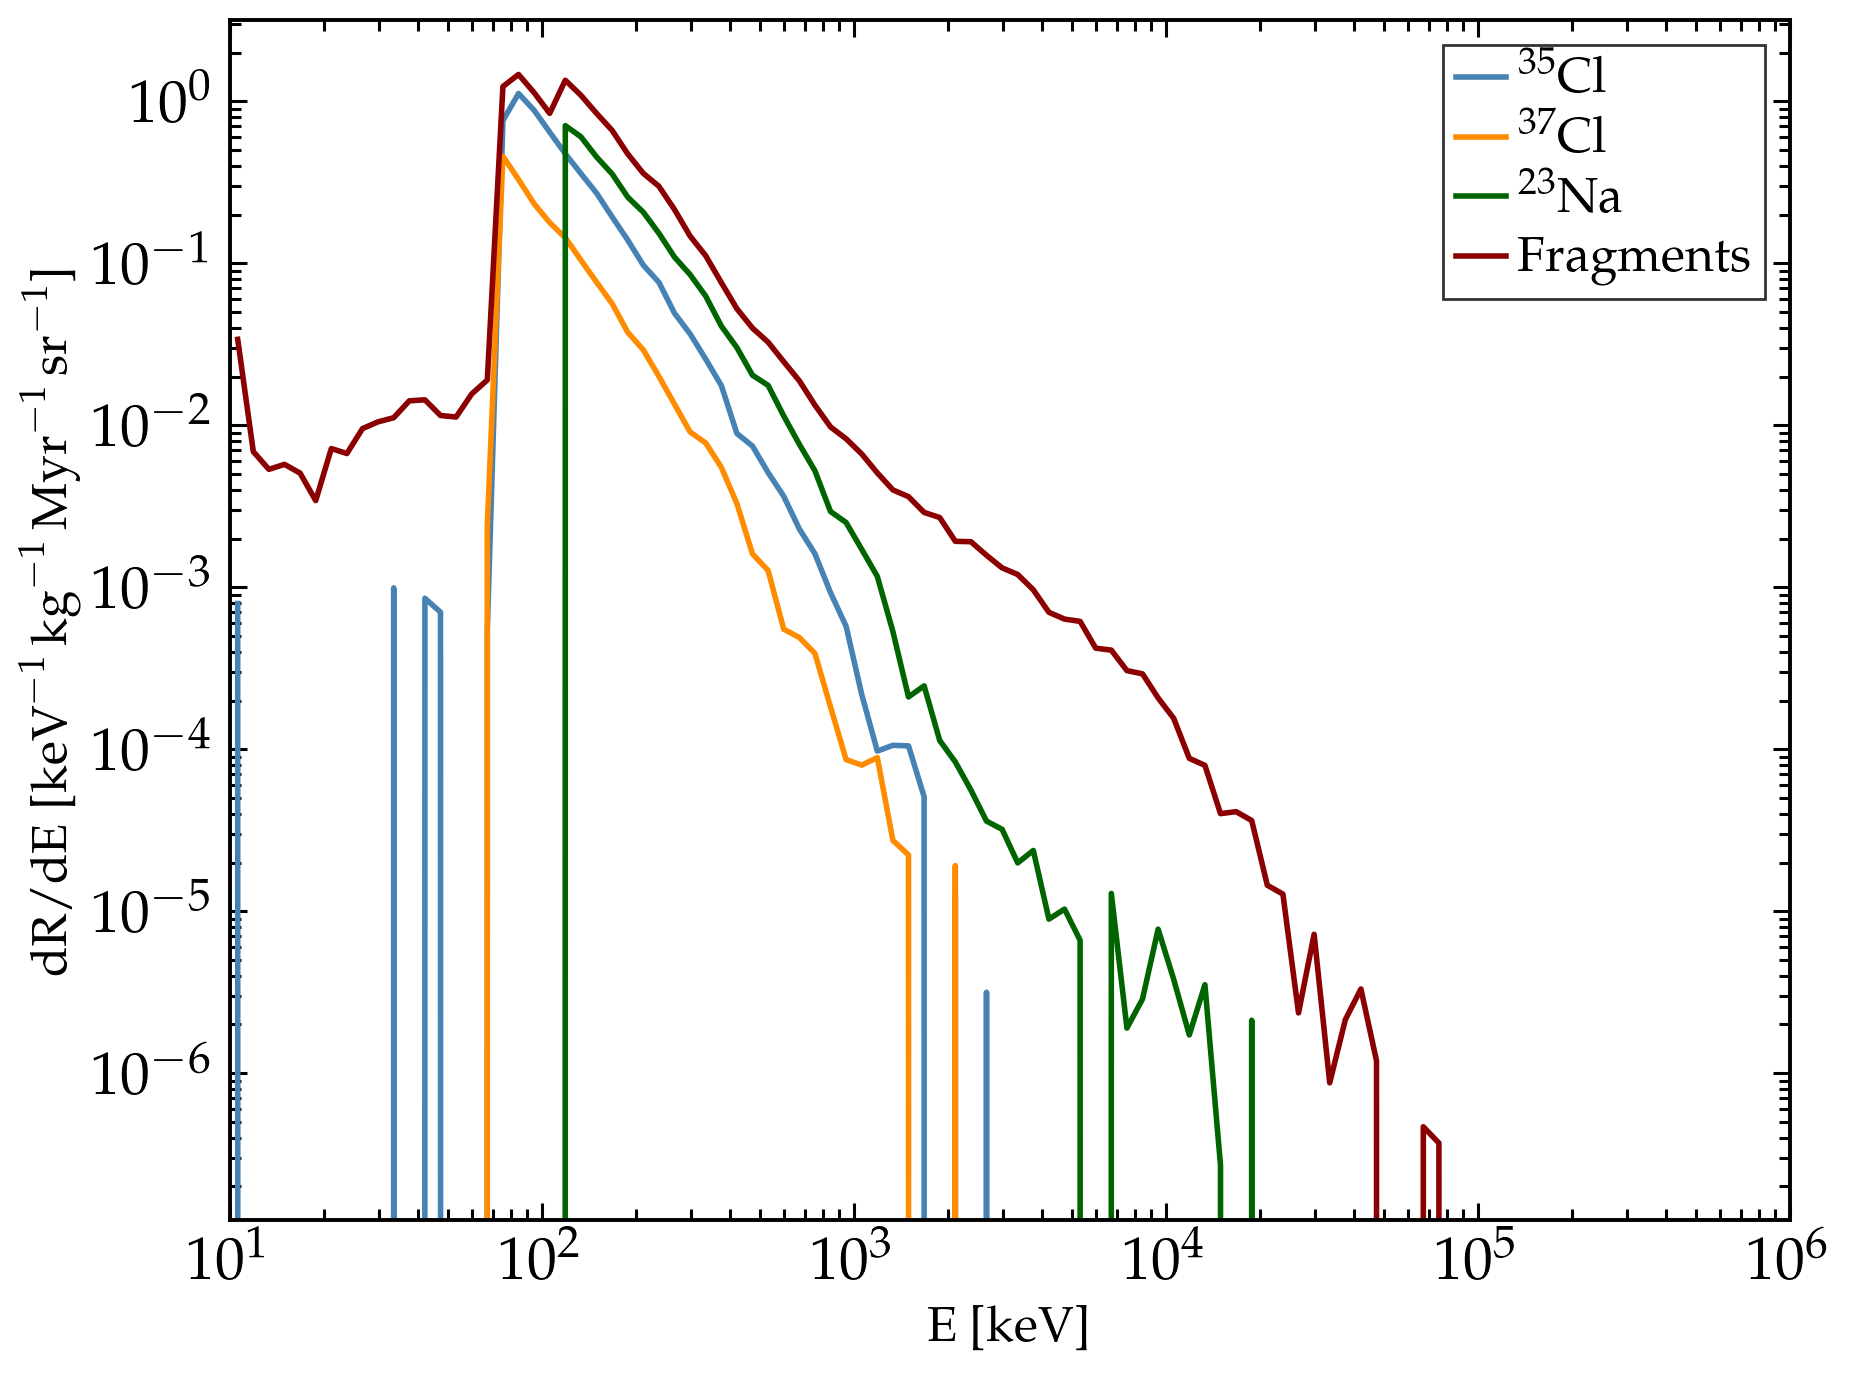 dR/dE [keV⁻¹ kg⁻¹ Myr⁻¹ sr⁻¹]
10⁰
10⁻¹
10⁻²
10⁻³
10⁻⁴
10⁻⁵
10⁻⁶
³⁵Cl
³⁷Cl
²³Na
Fragments
10¹ 10² 10³ 10⁴ 10⁵ 10⁶
E [keV]